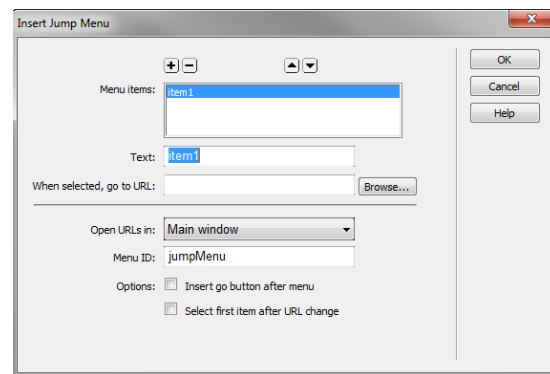 Insert Jump Menu
OK
Menu items: item1
Cancel
Help
Text: item1
When selected, go to URL: Browse...
Open URLs in: Main window
Menu ID: jumpMenu
Options: Insert go button after menu
Select first item after URL change